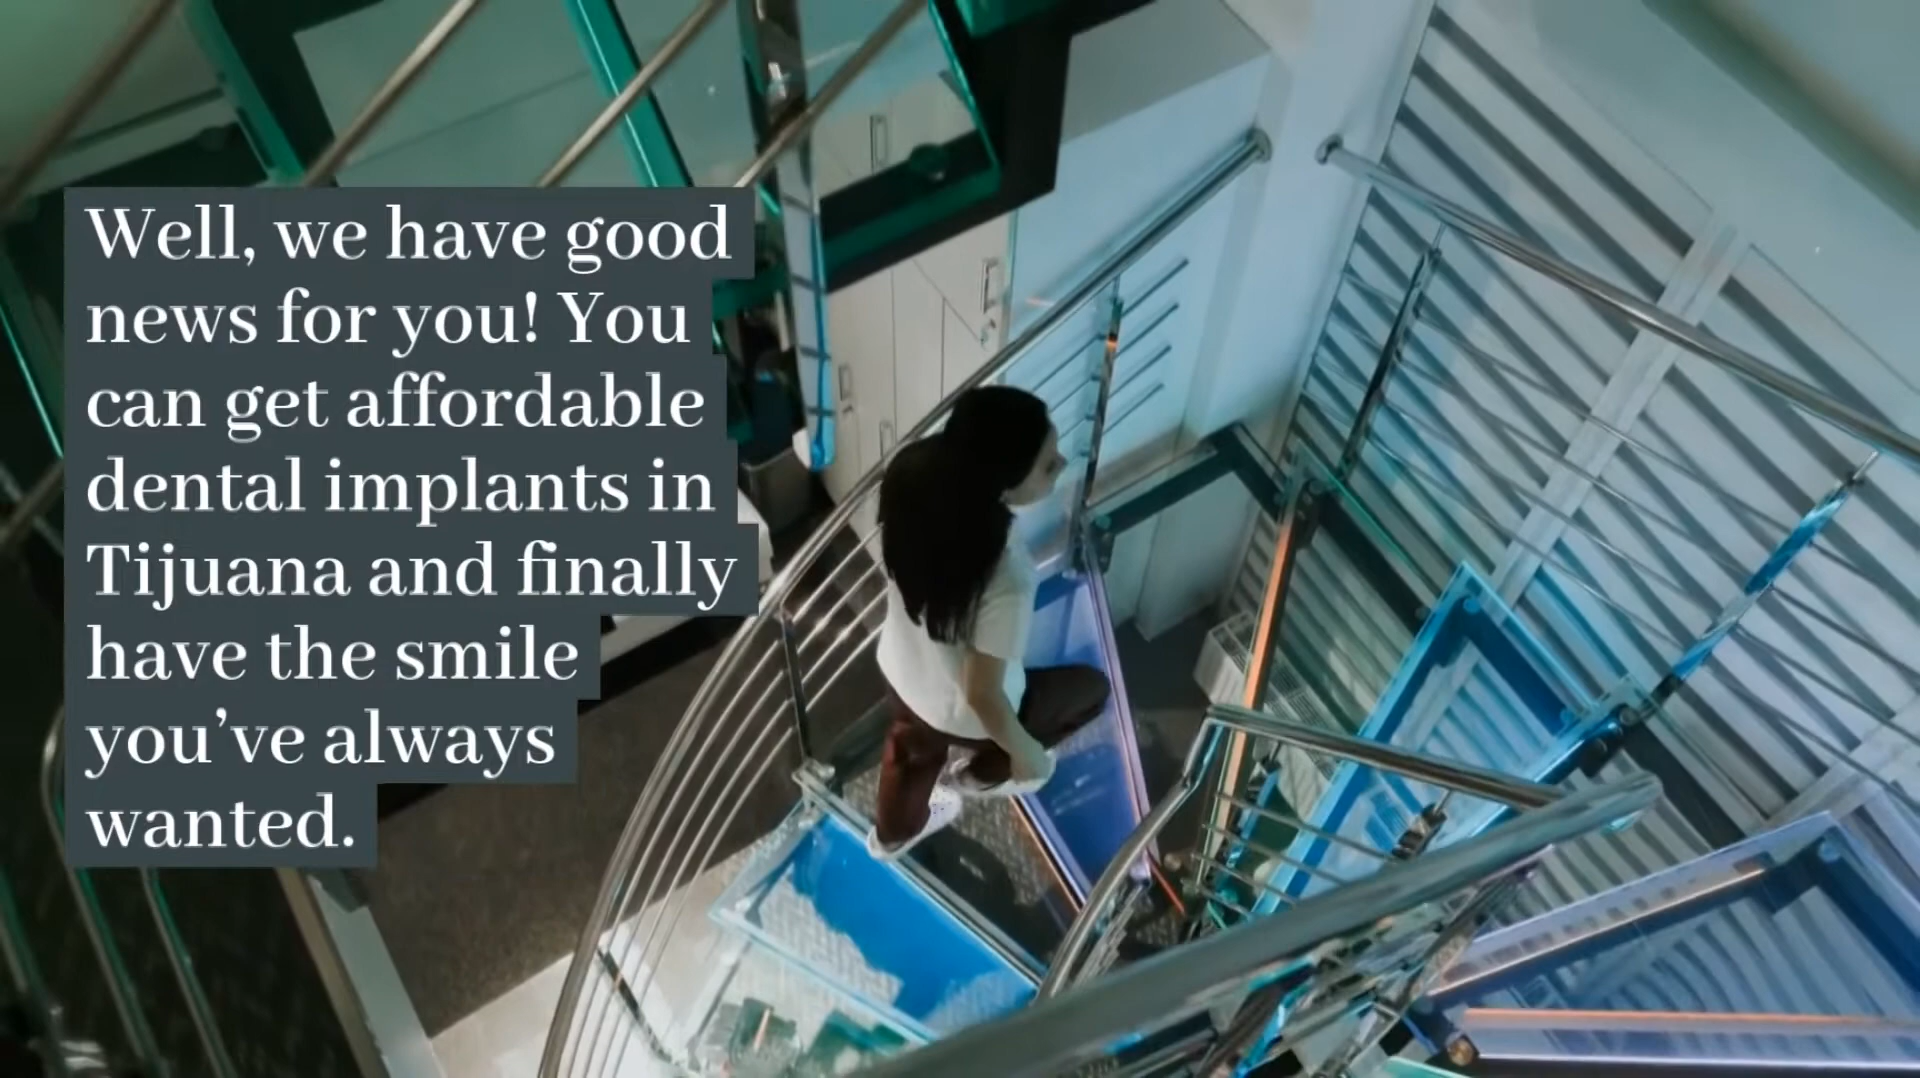 Well, we have good
news for you! You
can get affordable
dental implants in
Tijuana and finally
have the smile
you’ve always
wanted.